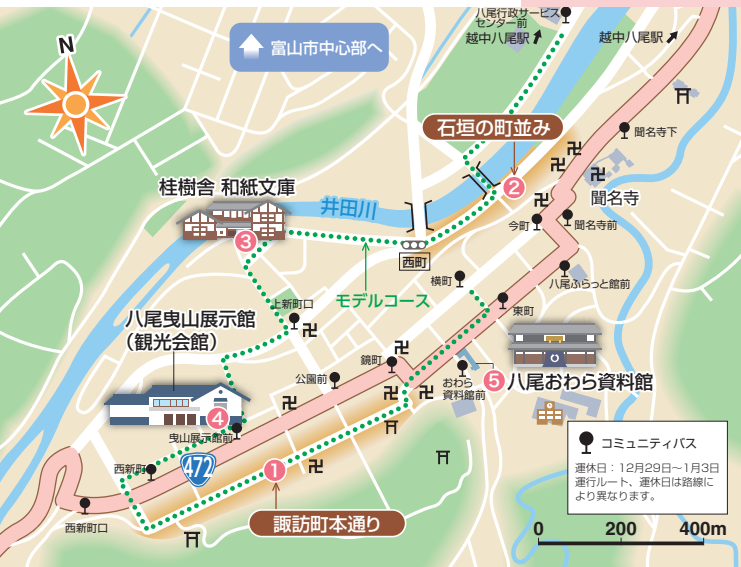 八尾行政サービス
センター前
越中八尾駅
越中八尾駅
N
富山市中心部へ
石垣の町並み
2
聞名寺下
桂樹舎 和紙文庫
井田川
聞名寺
3
今町
聞名寺前
西町
横町
八尾ふらっと館前
モデルコース
上新町口
東町
八尾曳山展示館
(観光会館)
鏡町
公園前
おわら
資料館前
5
八尾おわら資料館
4
曳山展示館前
コミュニティバス
運休日:12月29日~1月3日
運行ルート、運休日は路線に
より異なります。
西新町
472
1
西新町口
諏訪町本通り
0 200 400m